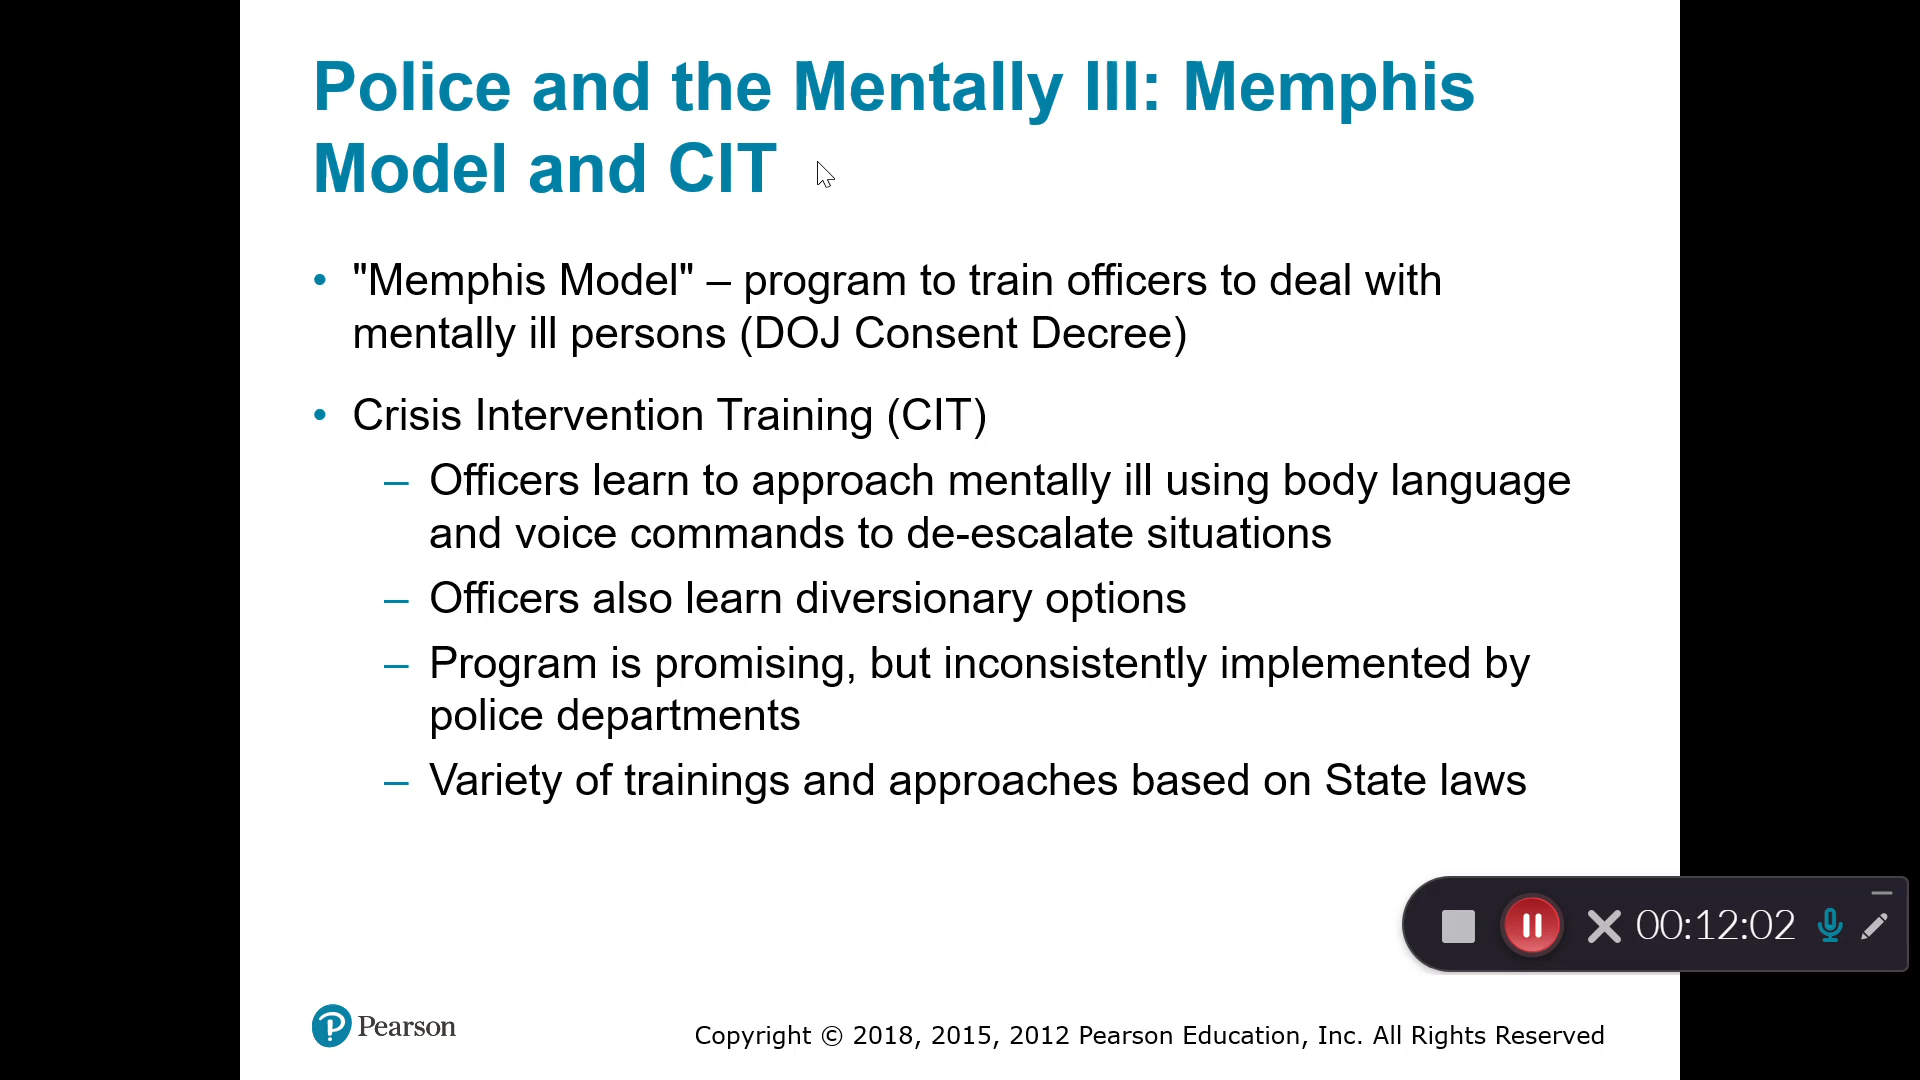 Police and the Mentally Ill: Memphis
Model and CIT
• "Memphis Model" – program to train officers to deal with
mentally ill persons (DOJ Consent Decree)
• Crisis Intervention Training (CIT)
– Officers learn to approach mentally ill using body language
and voice commands to de-escalate situations
– Officers also learn diversionary options
– Program is promising, but inconsistently implemented by
police departments
– Variety of trainings and approaches based on State laws
00:12:02
Pearson
Copyright © 2018, 2015, 2012 Pearson Education, Inc. All Rights Reserved